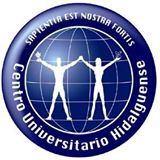 SAPIENTIA EST NOSTRA FORTIS
Centro Universitario Hidalguense